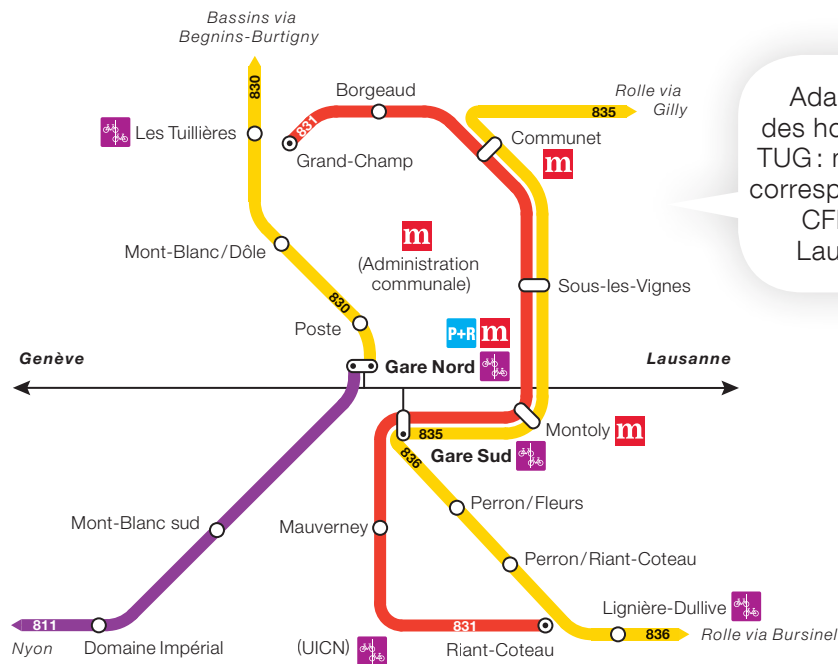 Bassins via
Begnins-Burtigny
830
Les Tuillières
Borgeaud
831
Grand-Champ
Rolle via
Gilly
835
Communet
m
m
(Administration
communale)
Mont-Blanc/Dôle
830
Poste
Sous-les-Vignes
P+R m
Genève
Gare Nord
Lausanne
835
Montoly m
Gare Sud
836
Perron/Fleurs
Mont-Blanc sud
Mauverney
Perron/Riant-Coteau
Lignière-Dullive
811
Nyon
Domaine Impérial
(UICN)
831
Riant-Coteau
836
Rolle via Bursinel
TUG :